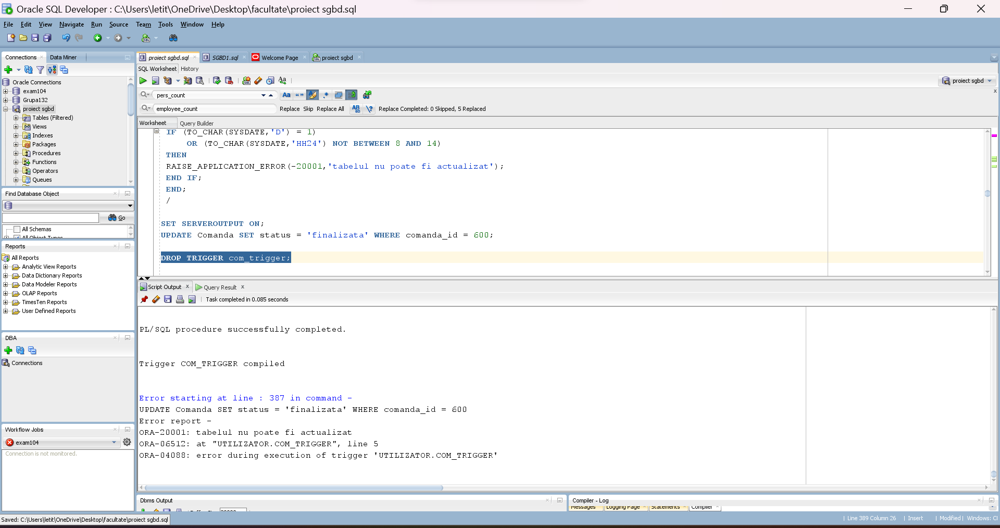 Oracle SQL Developer : C:\Users\letit\OneDrive\Desktop\facultate\proiect sgbd.sql
File Edit View Navigate Run Source Team Tools Window Help
Connections Data Miner
Oracle Connections
exam104
Grupa132
proiect sgbd
Tables (Filtered)
Views
Indexes
Packages
Procedures
Functions
Operators
Queues
Find Database Object
Go
All Schemas
All Object Types
Reports
All Reports
Analytic View Reports
Data Dictionary Reports
Data Modeler Reports
OLAP Reports
TimesTen Reports
User Defined Reports
DBA
Connections
Workflow Jobs
exam104
Connection is not monitored.
proiect sgbd.sql SGBD1.sql Welcome Page proiect sgbd
SQL Worksheet History
proiect sgbd
pers_count
employee_count Replace Skip Replace All Replace Completed: 0 Skipped, 5 Replaced
Worksheet Query Builder
IF (TO_CHAR(SYSDATE,'D') = 1)
OR (TO_CHAR(SYSDATE,'HH24') NOT BETWEEN 8 AND 14)
THEN
RAISE_APPLICATION_ERROR(-20001,'tabelul nu poate fi actualizat');
END IF;
END;
/
SET SERVEROUTPUT ON;
UPDATE Comanda SET status = 'finalizata' WHERE comanda_id = 600;
DROP TRIGGER com_trigger;
Script Output Query Result
Task completed in 0.085 seconds
PL/SQL procedure successfully completed.
Trigger COM_TRIGGER compiled
Error starting at line : 387 in command -
UPDATE Comanda SET status = 'finalizata' WHERE comanda_id = 600
Error report -
ORA-20001: tabelul nu poate fi actualizat
ORA-06512: at "UTILIZATOR.COM_TRIGGER", line 5
ORA-04088: error during execution of trigger 'UTILIZATOR.COM_TRIGGER'
Dbms Output
Compiler - Log
Messages Logging Page Statements Compiler
Saved: C:\Users\letit\OneDrive\Desktop\facultate\proiect sgbd.sql
Line 389 Column 26 Insert Modified Windows: C